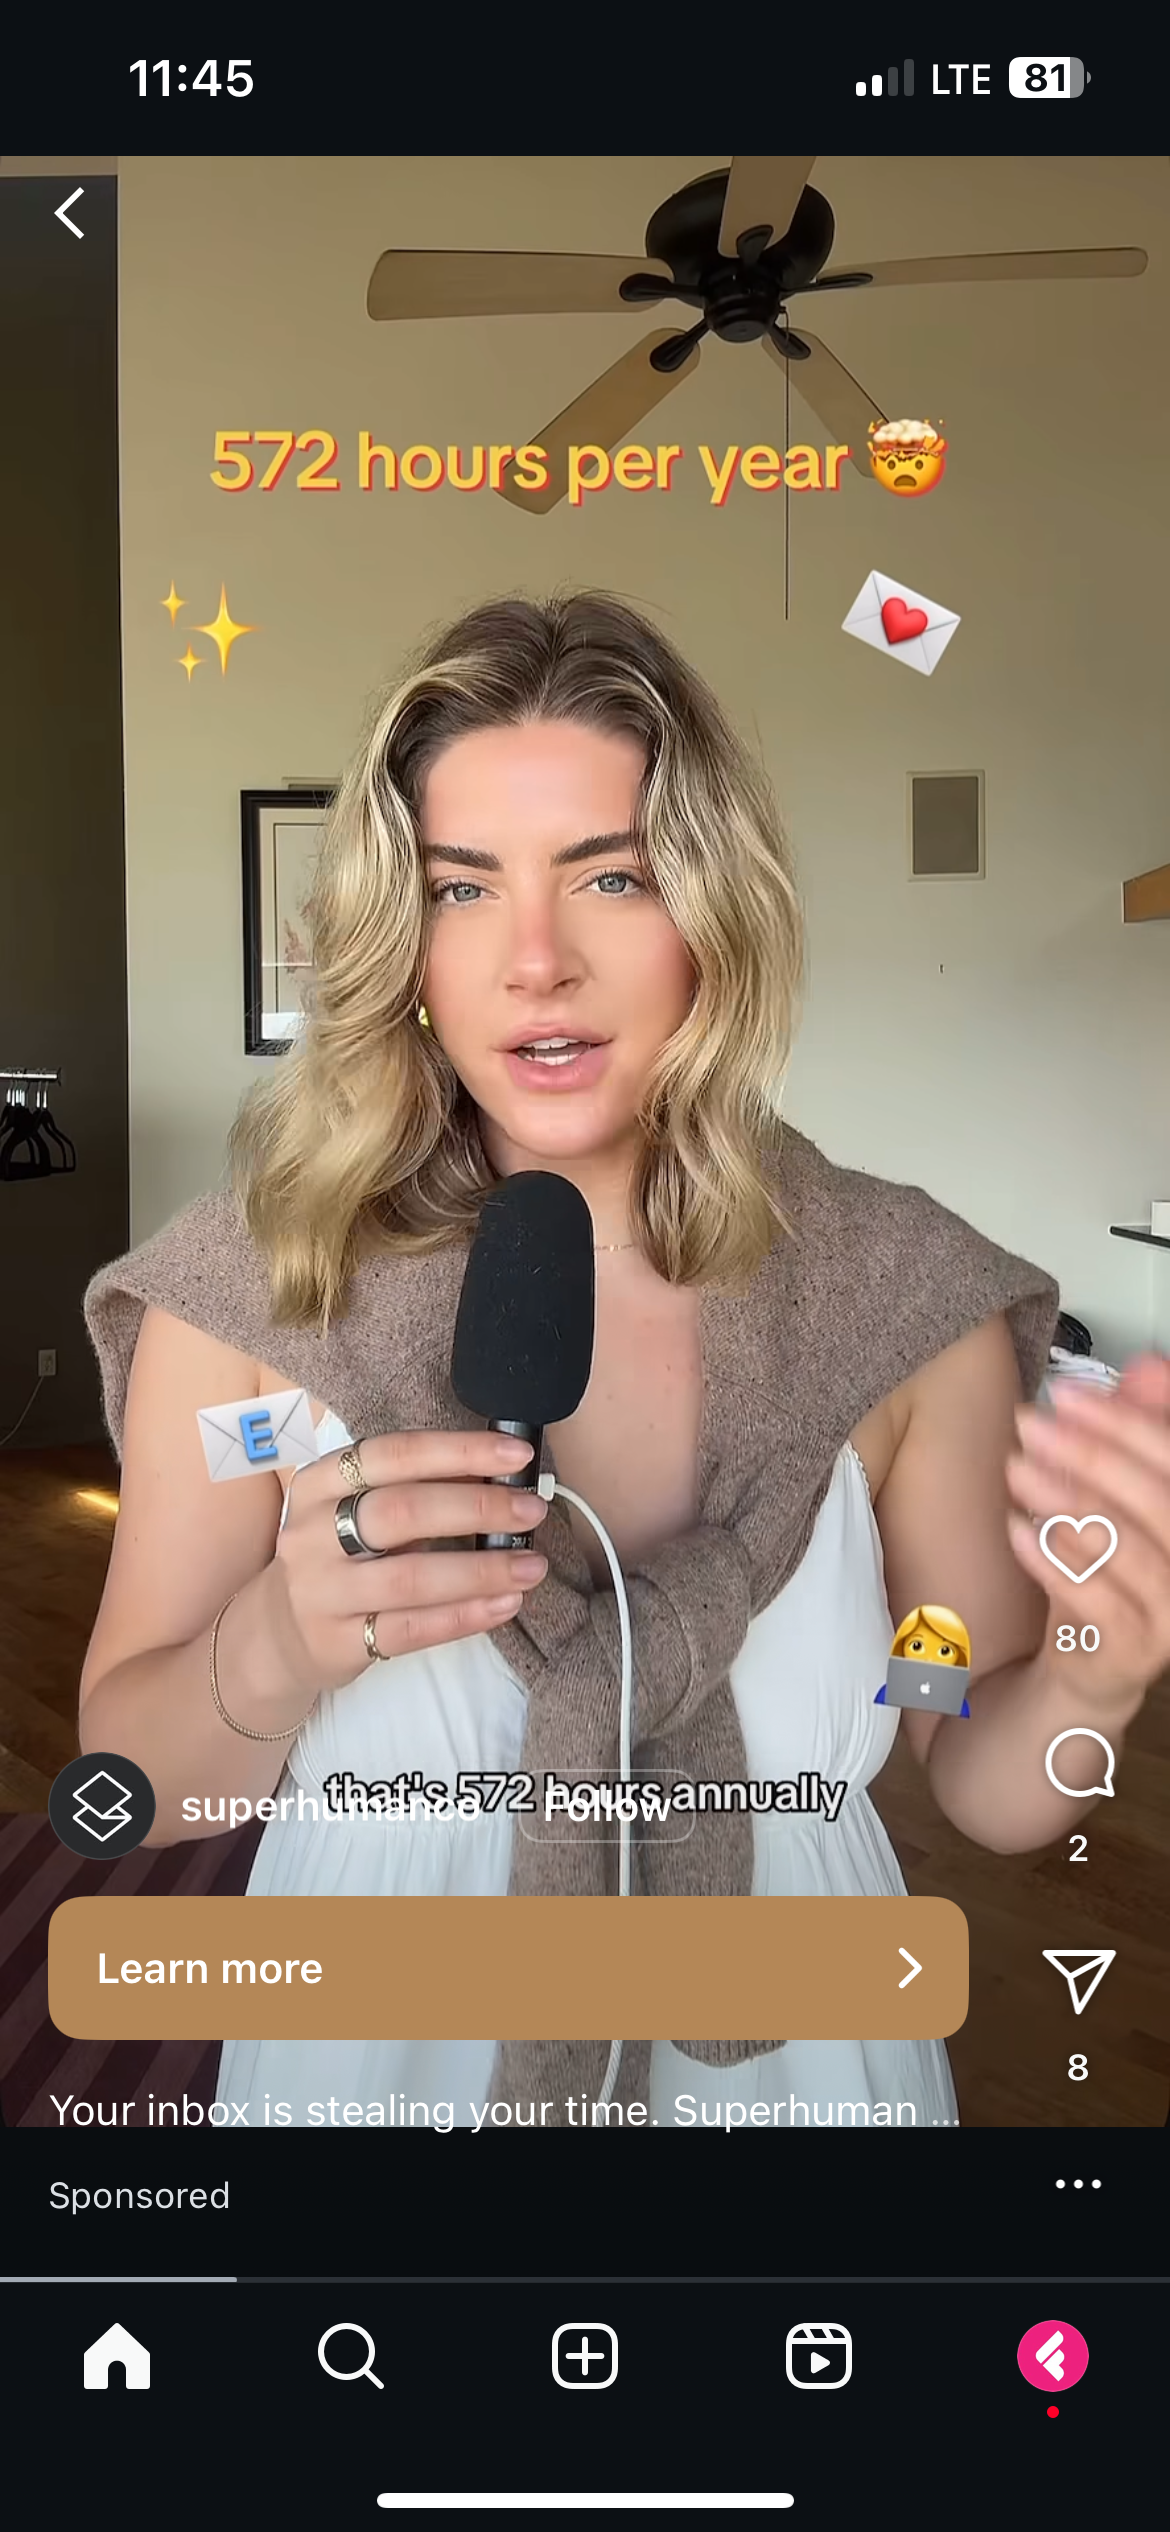 11:45
LTE 81
572 hours per year
E
that's 572 hours annually
superhumanco Follow
80
2
Learn more
8
Your inbox is stealing your time. Superhuman ...
Sponsored